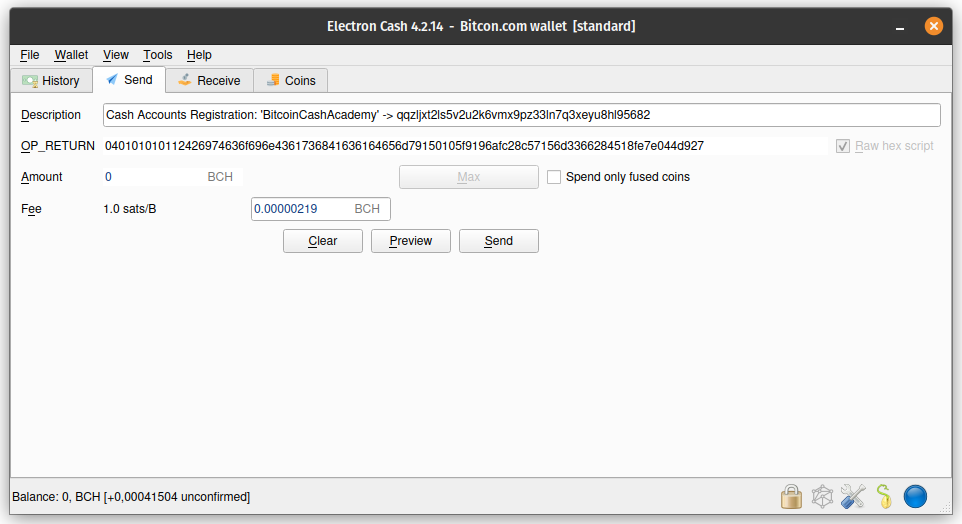 Electron Cash 4.2.14 - Bitcon.com wallet [standard]
File Wallet View Tools Help
History Send Receive Coins
Description Cash Accounts Registration: 'BitcoinCashAcademy' -> qqzljxt2ls5v2u2k6vmx9pz33ln7q3xeyu8hl95682
OP_RETURN 040101010112426974636f696e4361736841636164656d79150105f9196afc28c57156d3366284518fe7e044d927 Raw hex script
Amount 0 BCH Max Spend only fused coins
Fee 1.0 sats/B 0.00000219 BCH
Clear Preview Send
Balance: 0, BCH [+0,00041504 unconfirmed]